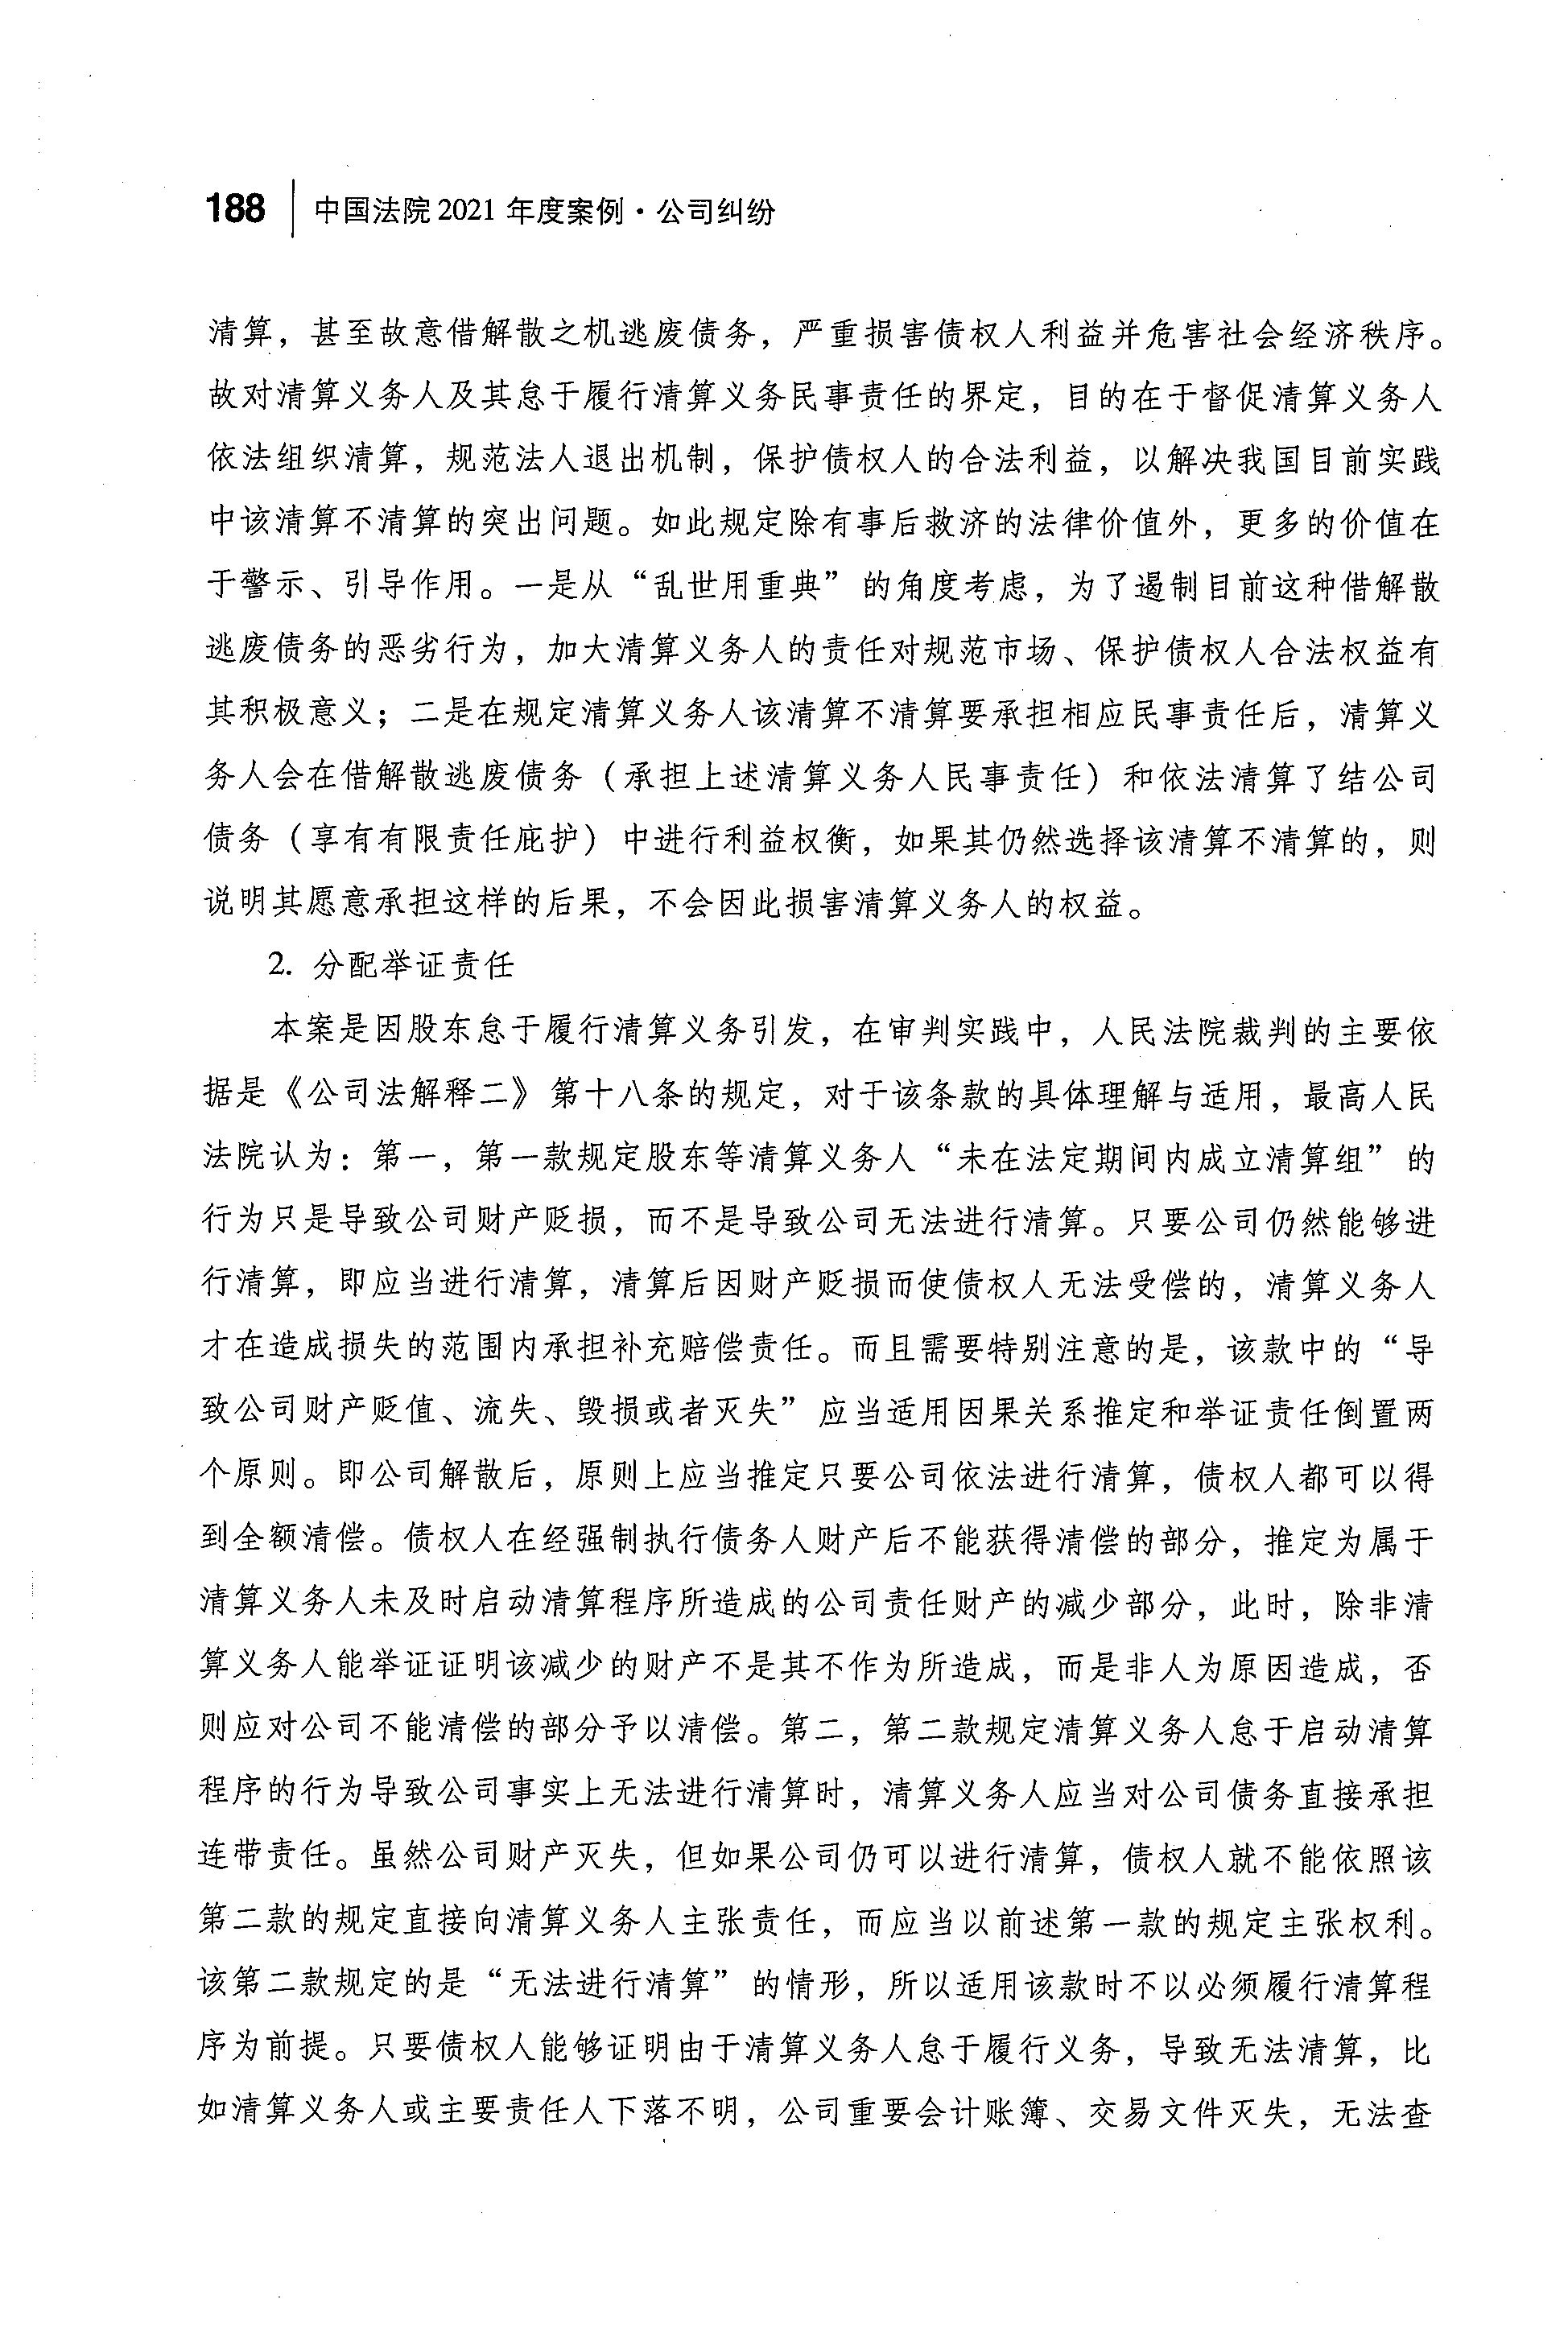 188 中国法院2021年度案例·公司纠纷
清算，甚至故意借解散之机逃废债务，严重损害债权人利益并危害社会经济秩序。
故对清算义务人及其怠于履行清算义务民事责任的界定，目的在于督促清算义务人
依法组织清算，规范法人退出机制，保护债权人的合法利益，以解决我国目前实践
中该清算不清算的突出问题。如此规定除有事后救济的法律价值外，更多的价值在
于警示、引导作用。一是从“乱世用重典”的角度考虑，为了遏制目前这种借解散
逃废债务的恶劣行为，加大清算义务人的责任对规范市场、保护债权人合法权益有
其积极意义；二是在规定清算义务人该清算不清算要承担相应民事责任后，清算义
务人会在借解散逃废债务（承担上述清算义务人民事责任）和依法清算了结公司
债务（享有有限责任庇护）中进行利益权衡，如果其仍然选择该清算不清算的，则
说明其愿意承担这样的后果，不会因此损害清算义务人的权益。
2. 分配举证责任
本案是因股东怠于履行清算义务引发，在审判实践中，人民法院裁判的主要依
据是《公司法解释二》第十八条的规定，对于该条款的具体理解与适用，最高人民
法院认为：第一，第一款规定股东等清算义务人“未在法定期间内成立清算组”的
行为只是导致公司财产贬损，而不是导致公司无法进行清算。只要公司仍然能够进
行清算，即应当进行清算，清算后因财产贬损而使债权人无法受偿的，清算义务人
才在造成损失的范围内承担补充赔偿责任。而且需要特别注意的是，该款中的“导
致公司财产贬值、流失、毁损或者灭失”应当适用因果关系推定和举证责任倒置两
个原则。即公司解散后，原则上应当推定只要公司依法进行清算，债权人都可以得
到全额清偿。债权人在经强制执行债务人财产后不能获得清偿的部分，推定为属于
清算义务人未及时启动清算程序所造成的公司责任财产的减少部分，此时，除非清
算义务人能举证证明该减少的财产不是其不作为所造成，而是非人为原因造成，否
则应对公司不能清偿的部分予以清偿。第二，第二款规定清算义务人怠于启动清算
程序的行为导致公司事实上无法进行清算时，清算义务人应当对公司债务直接承担
连带责任。虽然公司财产灭失，但如果公司仍可以进行清算，债权人就不能依照该
第二款的规定直接向清算义务人主张责任，而应当以前述第一款的规定主张权利。
该第二款规定的是“无法进行清算”的情形，所以适用该款时不以必须履行清算程
序为前提。只要债权人能够证明由于清算义务人怠于履行义务，导致无法清算，比
如清算义务人或主要责任人下落不明，公司重要会计账簿、交易文件灭失，无法查